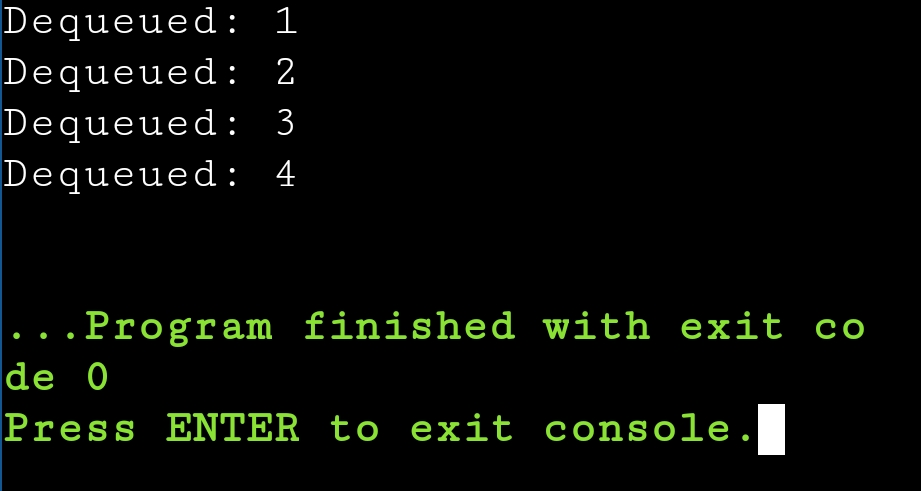 Dequeued: 1
Dequeued: 2
Dequeued: 3
Dequeued: 4
...Program finished with exit co
de 0
Press ENTER to exit console.